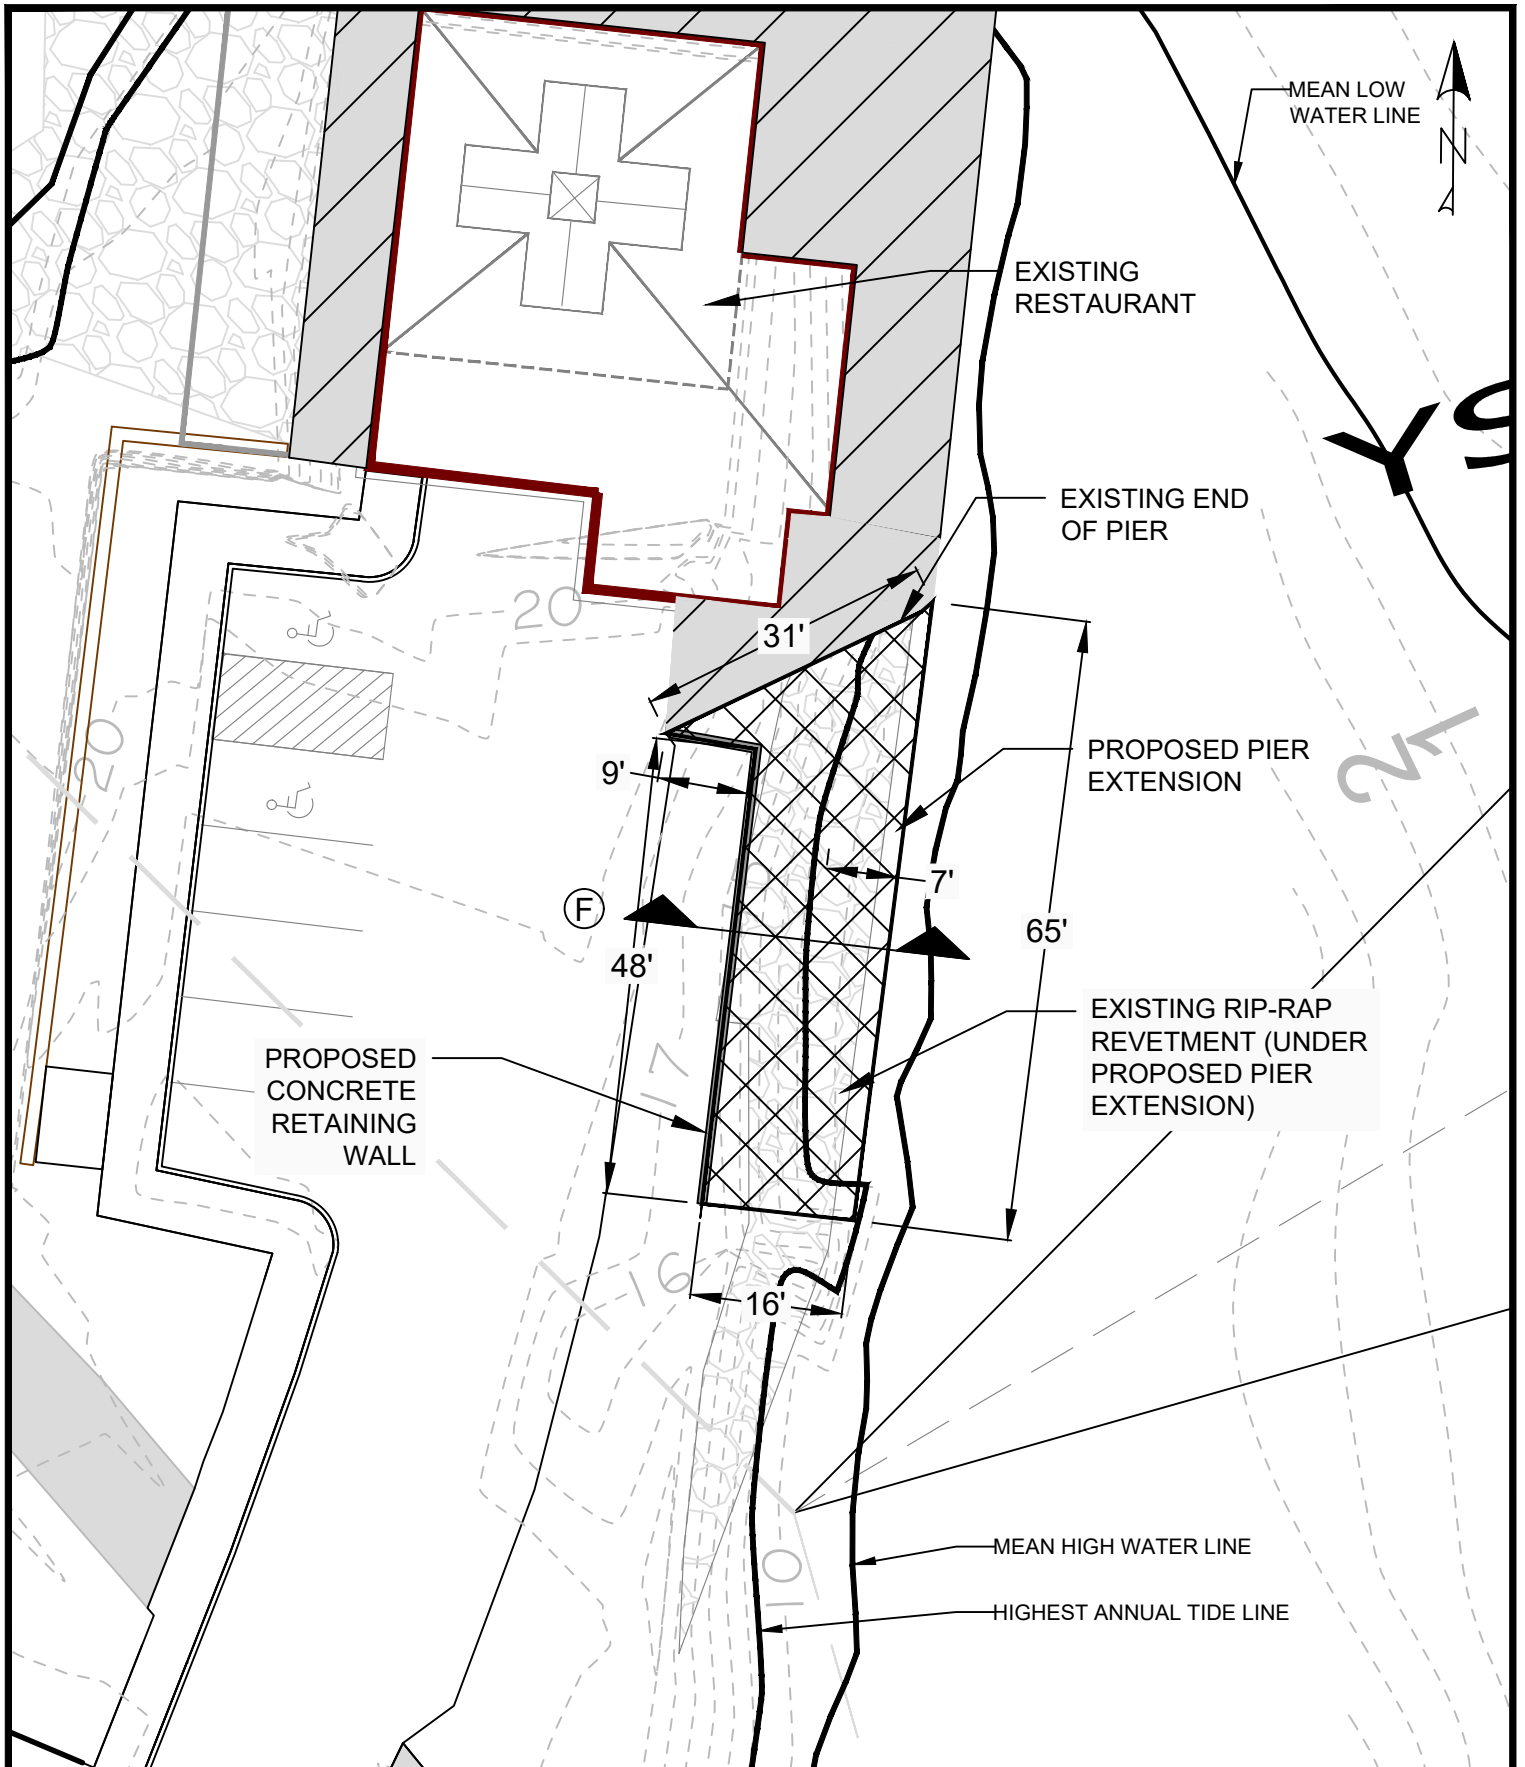 MEAN LOW
WATER LINE
N
EXISTING
RESTAURANT
YS
EXISTING END
OF PIER
20
31'
20
PROPOSED PIER
EXTENSION
9'
7'
F
65'
48'
EXISTING RIP-RAP
REVETMENT (UNDER
PROPOSED PIER
EXTENSION)
PROPOSED
CONCRETE
RETAINING
WALL
17
16
16'
10
MEAN HIGH WATER LINE
HIGHEST ANNUAL TIDE LINE